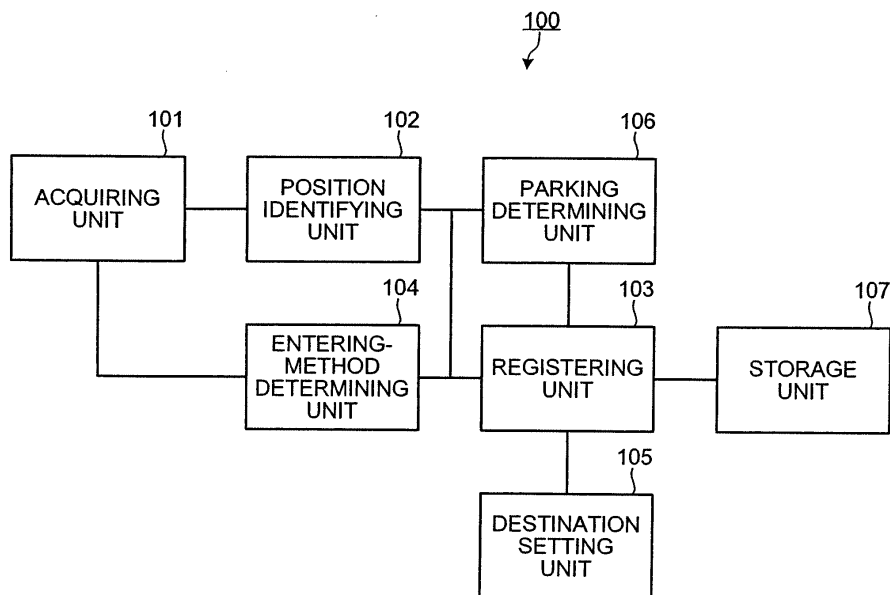 100
101
102
106
ACQUIRING
UNIT
POSITION
IDENTIFYING
UNIT
PARKING
DETERMINING
UNIT
104
103
107
ENTERING-
METHOD
DETERMINING
UNIT
REGISTERING
UNIT
STORAGE
UNIT
105
DESTINATION
SETTING
UNIT